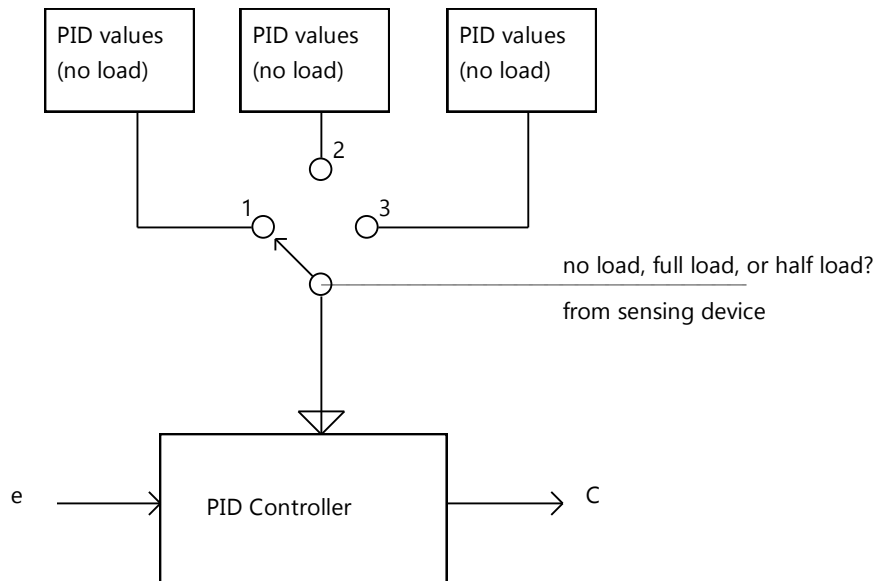 PID values
(no load)
PID values
(no load)
PID values
(no load)
2
1
3
no load, full load, or half load?
from sensing device
e
PID Controller
C